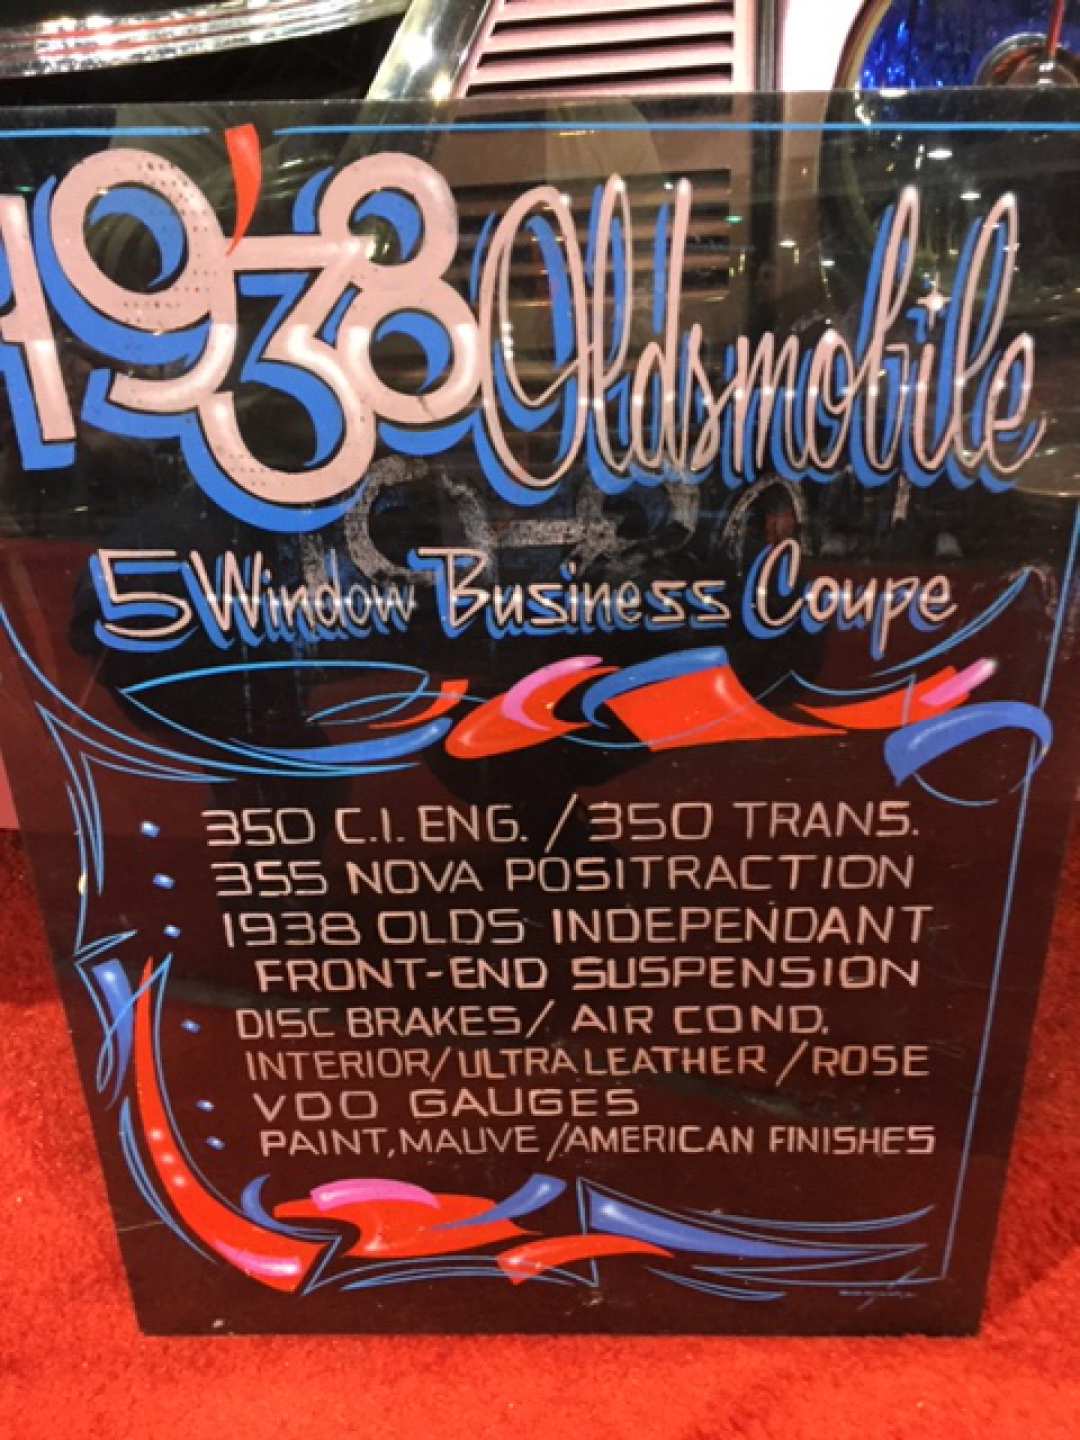 1938 Oldsmobile
5 Window Business Coupe
350 C.I. ENG. / 350 TRANS.
355 NOVA POSITRACTION
1938 OLDS INDEPENDANT
FRONT-END SUSPENSION
DISC BRAKES / AIR COND.
INTERIOR / ULTRA LEATHER / ROSE
VDO GAUGES
PAINT, MAUVE / AMERICAN FINISHES